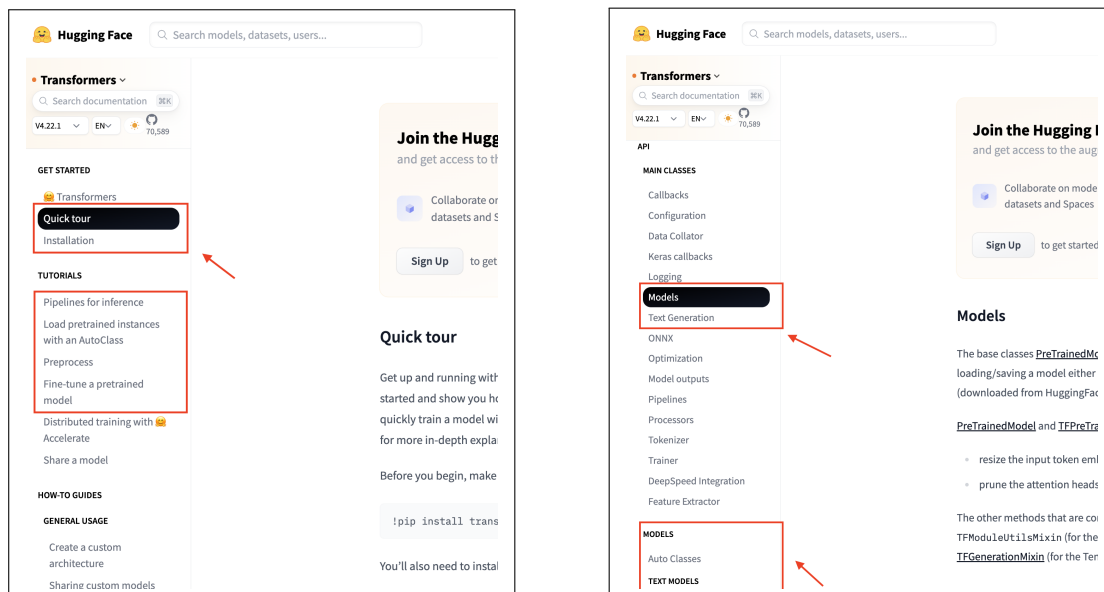 Hugging Face
Search models, datasets, users...
Transformers
Search documentation ⌘K
V4.22.1 EN 70,589
GET STARTED
🤗 Transformers
Quick tour
Installation
TUTORIALS
Pipelines for inference
Load pretrained instances
with an AutoClass
Preprocess
Fine-tune a pretrained
model
Distributed training with 🤗
Accelerate
Share a model
HOW-TO GUIDES
GENERAL USAGE
Create a custom
architecture
Sharing custom models
Join the Hugg
and get access to th
Collaborate on
datasets and S
Sign Up to get
Quick tour
Get up and running with
started and show you ho
quickly train a model wi
for more in-depth expla
Before you begin, make
!pip install trans
You'll also need to instal
Hugging Face
Search models, datasets, users...
Transformers
Search documentation ⌘K
V4.22.1 EN 70,589
API
MAIN CLASSES
Callbacks
Configuration
Data Collator
Keras callbacks
Logging
Models
Text Generation
ONNX
Optimization
Model outputs
Pipelines
Processors
Tokenizer
Trainer
DeepSpeed Integration
Feature Extractor
MODELS
Auto Classes
TEXT MODELS
Join the Hugging
and get access to the aug
Collaborate on mode
datasets and Spaces
Sign Up to get started
Models
The base classes PreTrainedMo
loading/saving a model either
(downloaded from HuggingFac
PreTrainedModel and TFPreTra
resize the input token em
prune the attention heads
The other methods that are co
TFModuleUtilsMixin (for the
TFGenerationMixin (for the Ten